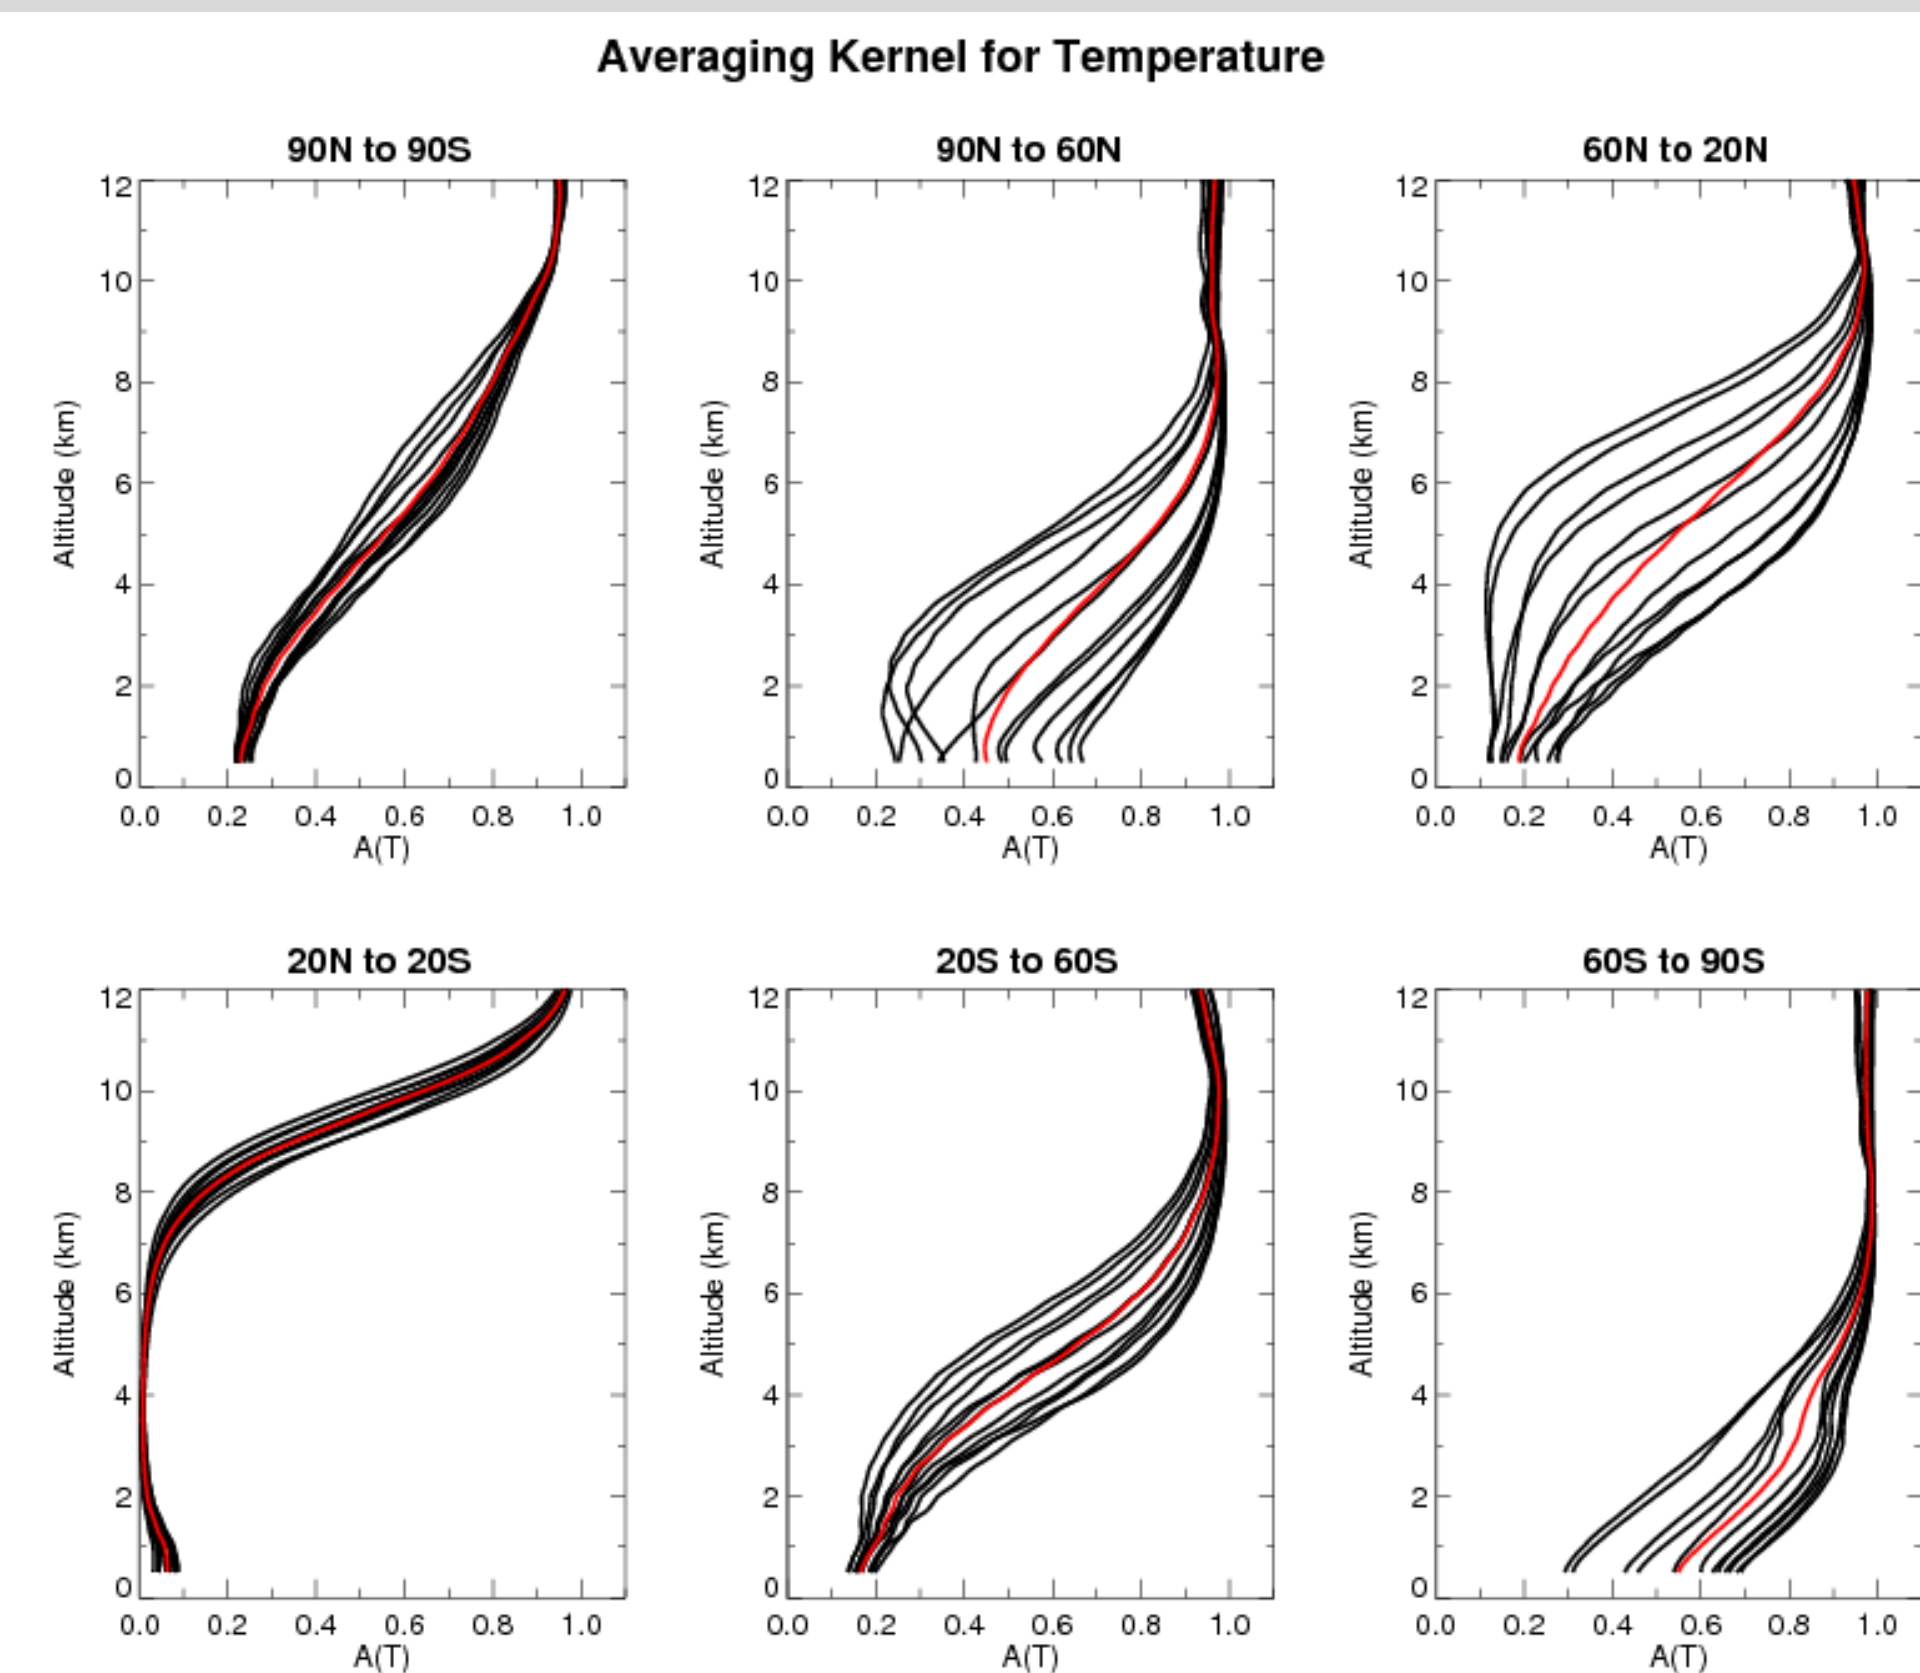 Averaging Kernel for Temperature
90N to 90S
90N to 60N
60N to 20N
12
10
8
6
4
2
0
Altitude (km)
0.0 0.2 0.4 0.6 0.8 1.0
A(T)
12
10
8
6
4
2
0
Altitude (km)
0.0 0.2 0.4 0.6 0.8 1.0
A(T)
12
10
8
6
4
2
0
Altitude (km)
0.0 0.2 0.4 0.6 0.8 1.0
A(T)
20N to 20S
20S to 60S
60S to 90S
12
10
8
6
4
2
0
Altitude (km)
0.0 0.2 0.4 0.6 0.8 1.0
A(T)
12
10
8
6
4
2
0
Altitude (km)
0.0 0.2 0.4 0.6 0.8 1.0
A(T)
12
10
8
6
4
2
0
Altitude (km)
0.0 0.2 0.4 0.6 0.8 1.0
A(T)